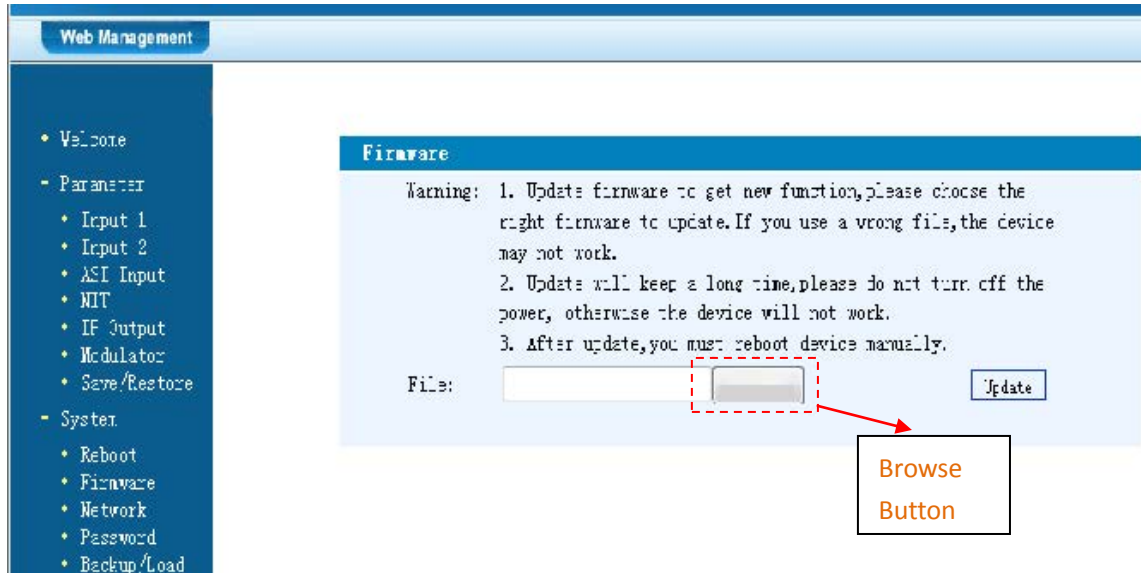 Web Management
Welcome
Parameter
Input 1
Input 2
ASI Input
NIT
IP Output
Modulator
Save/Restore
System
Reboot
Firmware
Network
Password
Backup/Load
Firmware
Warning: 1. Update firmware to get new function,please choose the
right firmware to update.If you use a wrong file,the device
may not work.
2. Update will keep a long time,please do not turn off the
power, otherwise the device will not work.
3. After update,you must reboot device manually.
File:
Update
Browse
Button